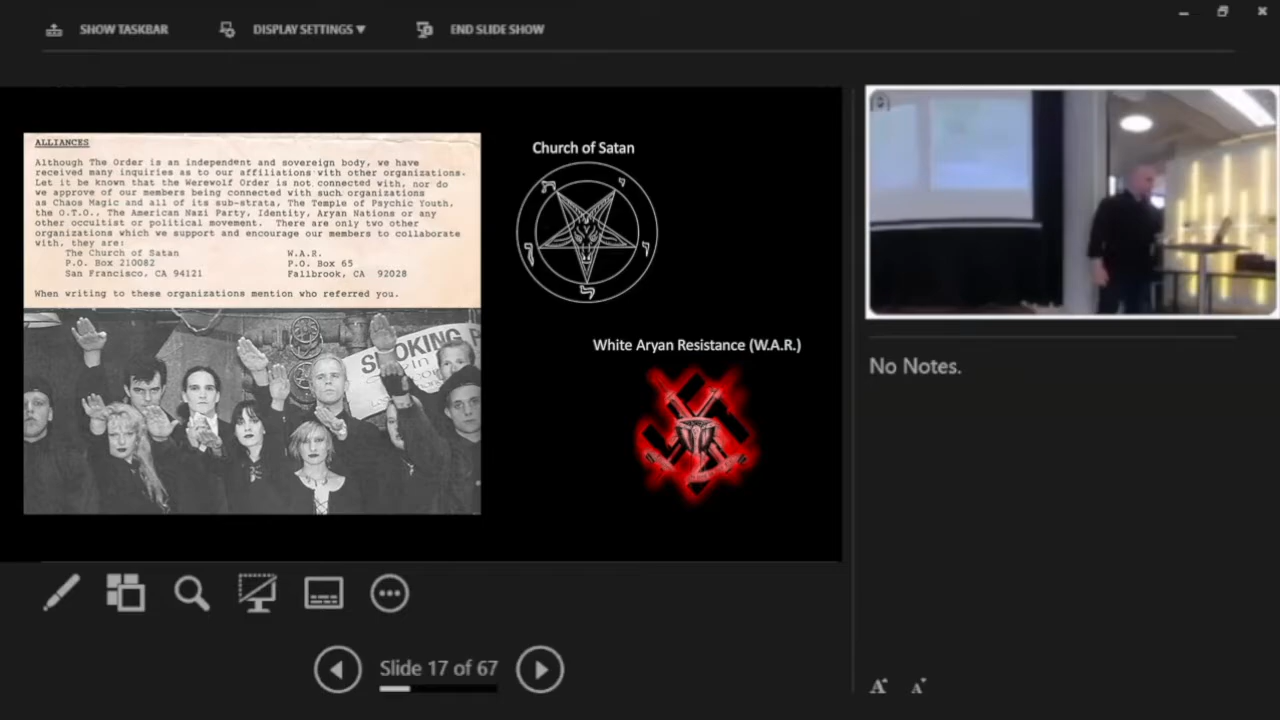 SHOW TASKBAR
DISPLAY SETTINGS
END SLIDE SHOW
ALLIANCES
Although The Order is an independent and sovereign body, we have
received many inquiries as to our affiliations with other organizations.
Let it be known that the Werewolf Order is not connected with, nor do
we approve of our members being connected with such organizations
as Chaos Magic and all of its sub-strata, The Temple of Psychic Youth,
the O.T.O., The American Nazi Party, Identity, Aryan Nations or any
other occultist or political movement. There are only two other
organizations which we support and encourage our members to collaborate
with, they are:
The Church of Satan
P.O. Box 210082
San Francisco, CA 94121
W.A.R.
P.O. Box 65
Fallbrook, CA 92028
When writing to these organizations mention who referred you.
SMOKING
Church of Satan
White Aryan Resistance (W.A.R.)
No Notes.
Slide 17 of 67
A A